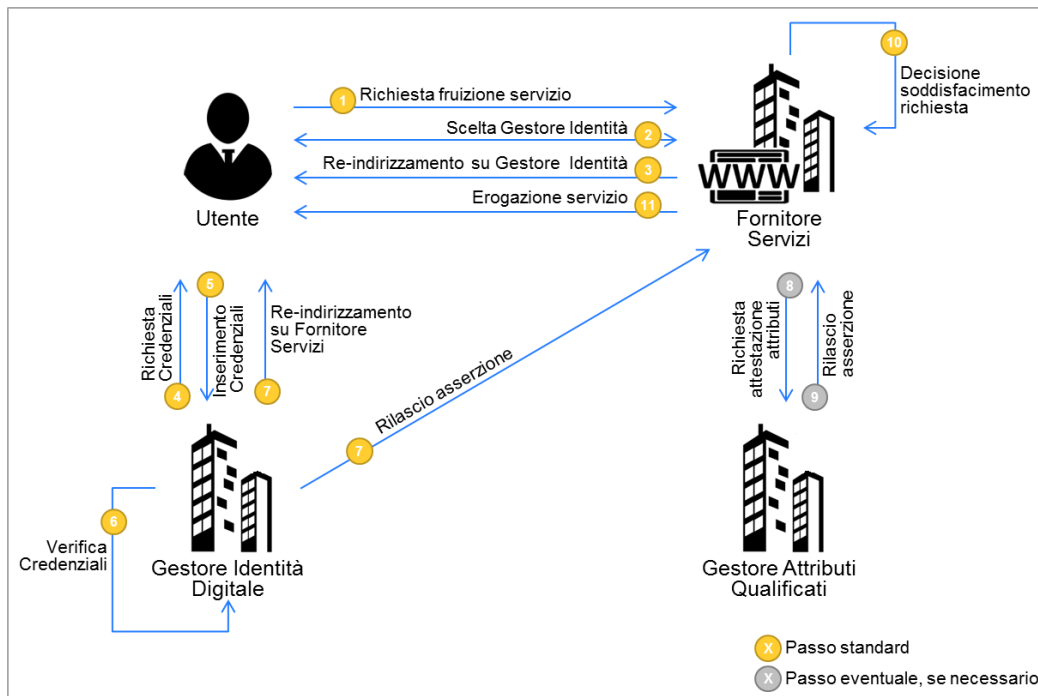 10
Decisione
soddisfacimento
richiesta
1
Richiesta fruizione servizio
Scelta Gestore Identità
2
Re-indirizzamento su Gestore Identità
3
Erogazione servizio
11
WWW
Utente
Fornitore
Servizi
4
Richiesta
Credenziali
5
Inserimento
Credenziali
7
Re-indirizzamento
su Fornitore
Servizi
7
Rilascio asserzione
8
Richiesta
attestazione
attributi
9
Rilascio
asserzione
6
Verifica
Credenziali
Gestore Identità
Digitale
Gestore Attributi
Qualificati
X
Passo standard
X
Passo eventuale, se necessario